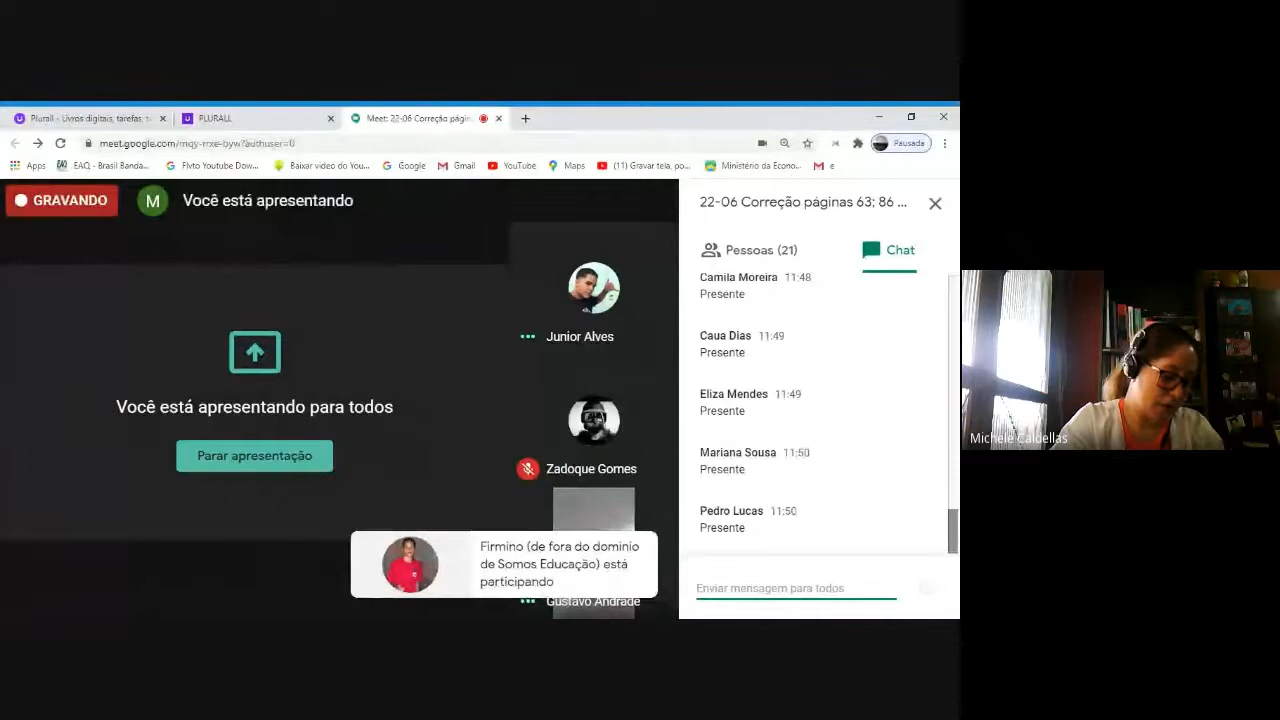 Plurall - Livros digitais, tarefas, t
PLURALL
Meet: 22-06 Correção págin
meet.google.com/mqy-rrxe-byw?authuser=0
Pausada
Apps
EAQ, - Brasil Banda...
Flvto Youtube Dow...
Baixar video do You...
Google
Gmail
YouTube
Maps
(11) Gravar tela, po...
Ministério da Econo...
e
GRAVANDO
M
Você está apresentando
22-06 Correção páginas 63; 86 ...
Pessoas (21)
Chat
Camila Moreira 11:48
Presente
Caua Dias 11:49
Presente
Eliza Mendes 11:49
Presente
Mariana Sousa 11:50
Presente
Pedro Lucas 11:50
Presente
Enviar mensagem para todos
Junior Alves
Você está apresentando para todos
Parar apresentação
Zadoque Gomes
Firmino (de fora do domínio
de Somos Educação) está
participando
Gustavo Andrade
Michele Caldellas